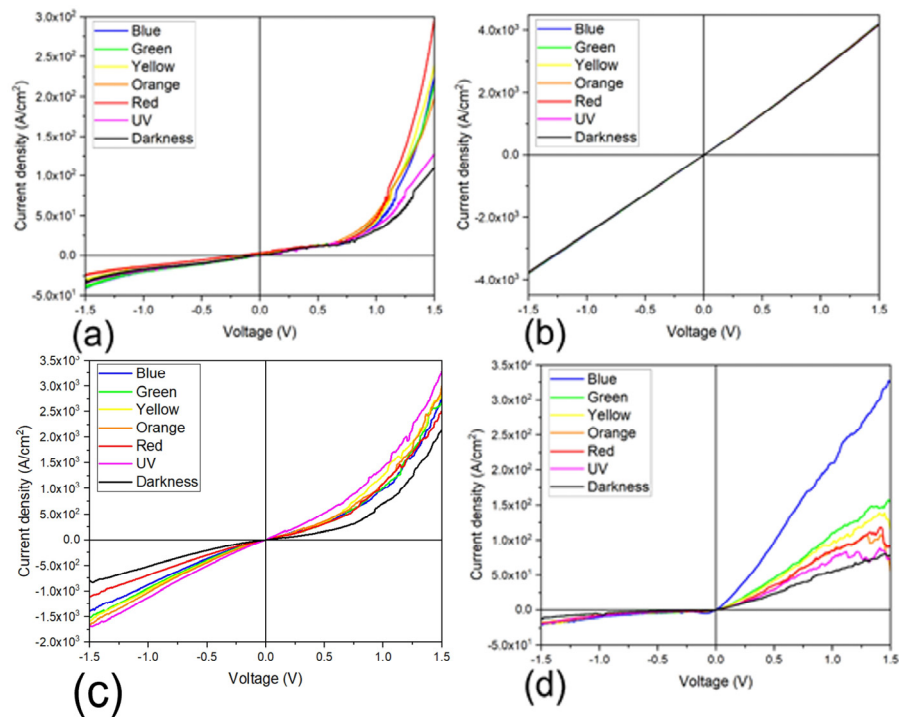 3.0x10²
2.5x10²
2.0x10²
1.5x10²
1.0x10²
5.0x10¹
0.0
-5.0x10¹
Current density (A/cm²)
Blue
Green
Yellow
Orange
Red
UV
Darkness
-1.5 -1.0 -0.5 0.0 0.5 1.0 1.5
Voltage (V)
(a)
4.0x10³
2.0x10³
0.0
-2.0x10³
-4.0x10³
Current density (A/cm²)
Blue
Green
Yellow
Orange
Red
UV
Darkness
-1.5 -1.0 -0.5 0.0 0.5 1.0 1.5
Voltage (V)
(b)
3.5x10³
3.0x10³
2.5x10³
2.0x10³
1.5x10³
1.0x10³
5.0x10²
0.0
-5.0x10²
-1.0x10³
-1.5x10³
-2.0x10³
Current density (A/cm²)
Blue
Green
Yellow
Orange
Red
UV
Darkness
-1.5 -1.0 -0.5 0.0 0.5 1.0 1.5
Voltage (V)
(c)
3.5x10²
3.0x10²
2.5x10²
2.0x10²
1.5x10²
1.0x10²
5.0x10¹
0.0
-5.0x10¹
Current density (A/cm²)
Blue
Green
Yellow
Orange
Red
UV
Darkness
-1.5 -1.0 -0.5 0.0 0.5 1.0 1.5
Voltage (V)
(d)